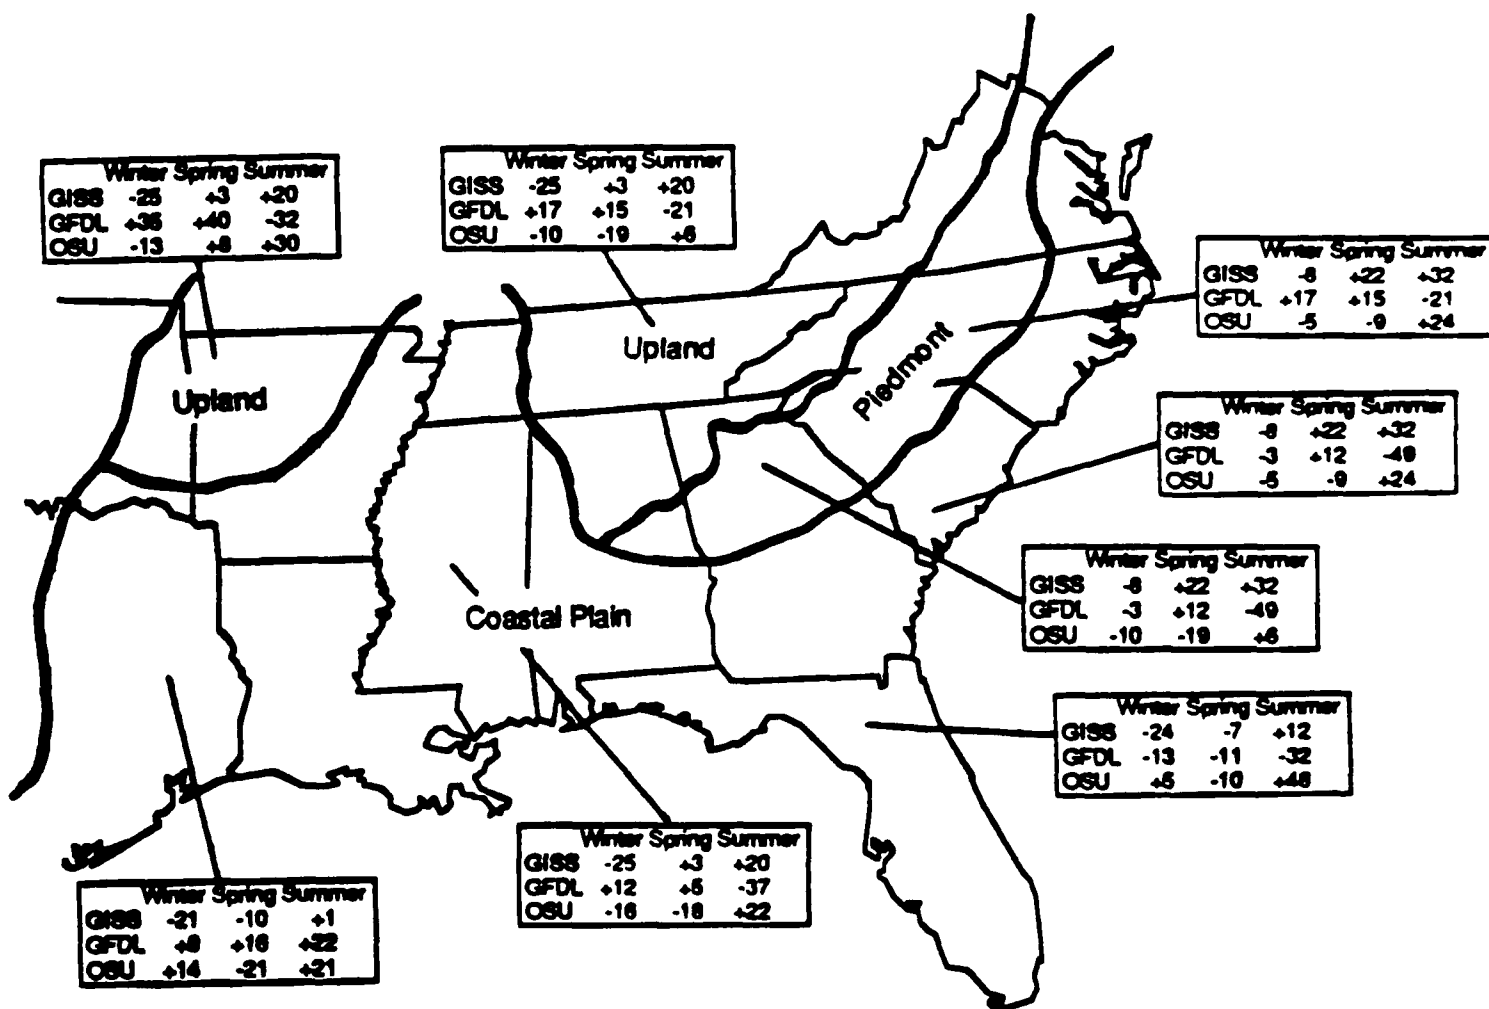 Winter Spring Summer
GISS -25 +3 +20
GFDL +35 +40 -32
OSU -13 +8 +30
Winter Spring Summer
GISS -25 +3 +20
GFDL +17 +15 -21
OSU -10 -19 +6
Winter Spring Summer
GISS -8 +22 +32
GFDL +17 +15 -21
OSU -5 -9 +24
Upland
Upland
Piedmont
Winter Spring Summer
GISS -8 +22 +32
GFDL -3 +12 -49
OSU -5 -9 +24
Winter Spring Summer
GISS -8 +22 +32
GFDL -3 +12 -49
OSU -10 -19 +6
Coastal Plain
Winter Spring Summer
GISS -24 -7 +12
GFDL -13 -11 -32
OSU +5 -10 +48
Winter Spring Summer
GISS -25 +3 +20
GFDL +12 +5 -37
OSU -16 -18 +22
Winter Spring Summer
GISS -21 -10 +1
GFDL +9 +16 +22
OSU +14 -21 +21